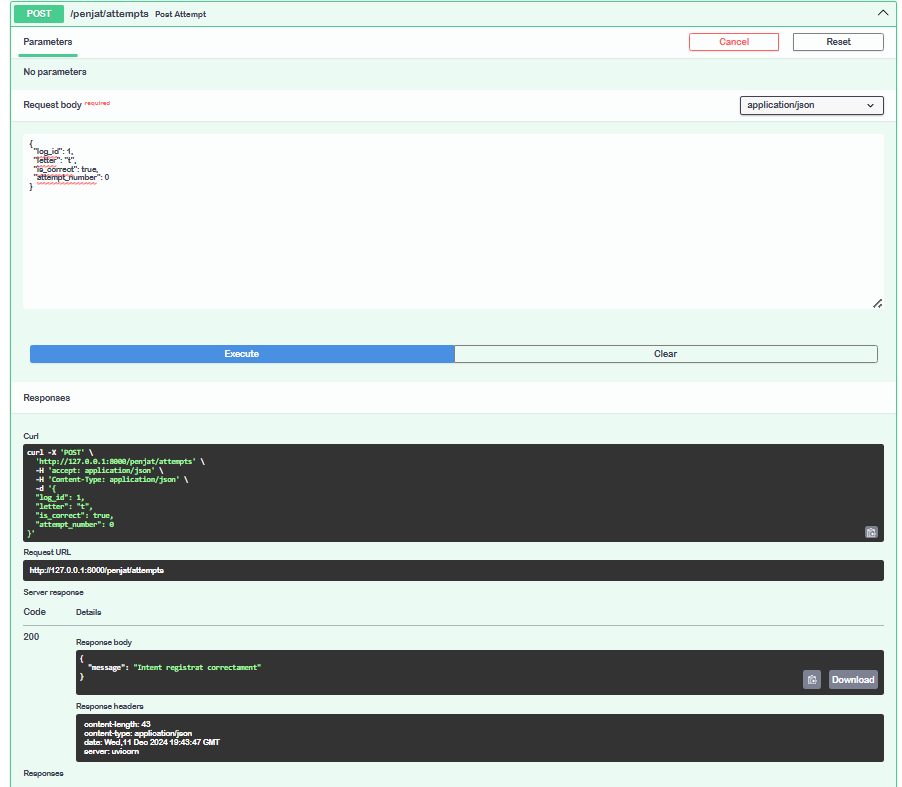 POST /penjat/attempts Post Attempt
Parameters Cancel Reset
No parameters
Request body required application/json
{
"log_id": 1,
"letter": "t",
"is_correct": true,
"attempt_number": 0
}
Execute Clear
Responses
Curl
curl -X 'POST' \
'http://127.0.0.1:8000/penjat/attempts' \
-H 'accept: application/json' \
-H 'Content-Type: application/json' \
-d '{
"log_id": 1,
"letter": "t",
"is_correct": true,
"attempt_number": 0
}'
Request URL
http://127.0.0.1:8000/penjat/attempts
Server response
Code Details
200
Response body
{
"message": "Intent registrat correctament"
}
Download
Response headers
content-length: 43
content-type: application/json
date: Wed,11 Dec 2024 19:43:47 GMT
server: uvicorn
Responses